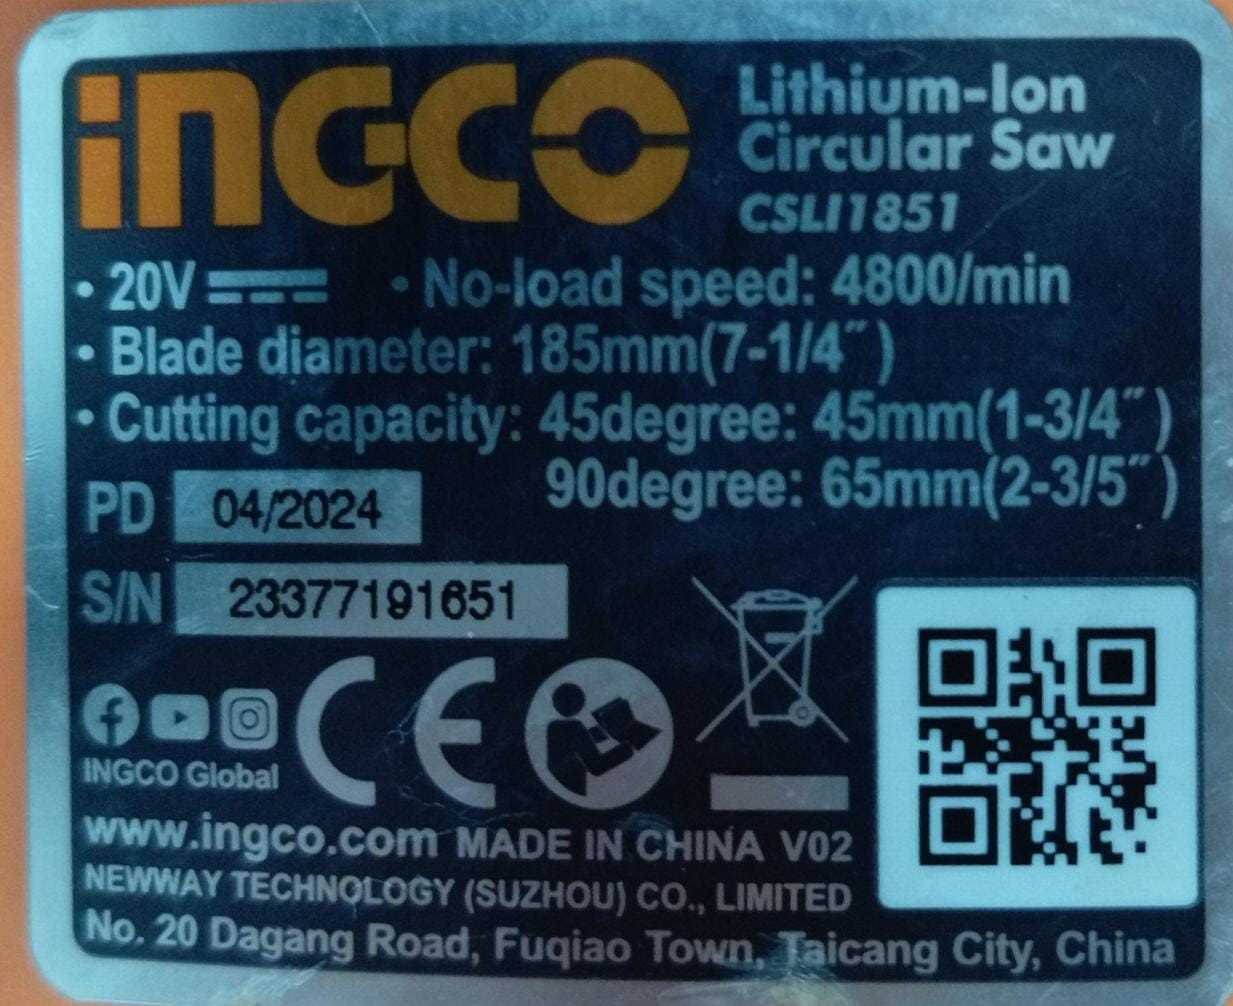 INGCO
Lithium-Ion
Circular Saw
CSLI1851
• 20V • No-load speed: 4800/min
• Blade diameter: 185mm(7-1/4")
• Cutting capacity: 45degree: 45mm(1-3/4")
90degree: 65mm(2-3/5")
PD 04/2024
S/N 23377191651
INGCO Global
CE
www.ingco.com MADE IN CHINA V02
NEWWAY TECHNOLOGY (SUZHOU) CO., LIMITED
No. 20 Dagang Road, Fuqiao Town, Taicang City, China